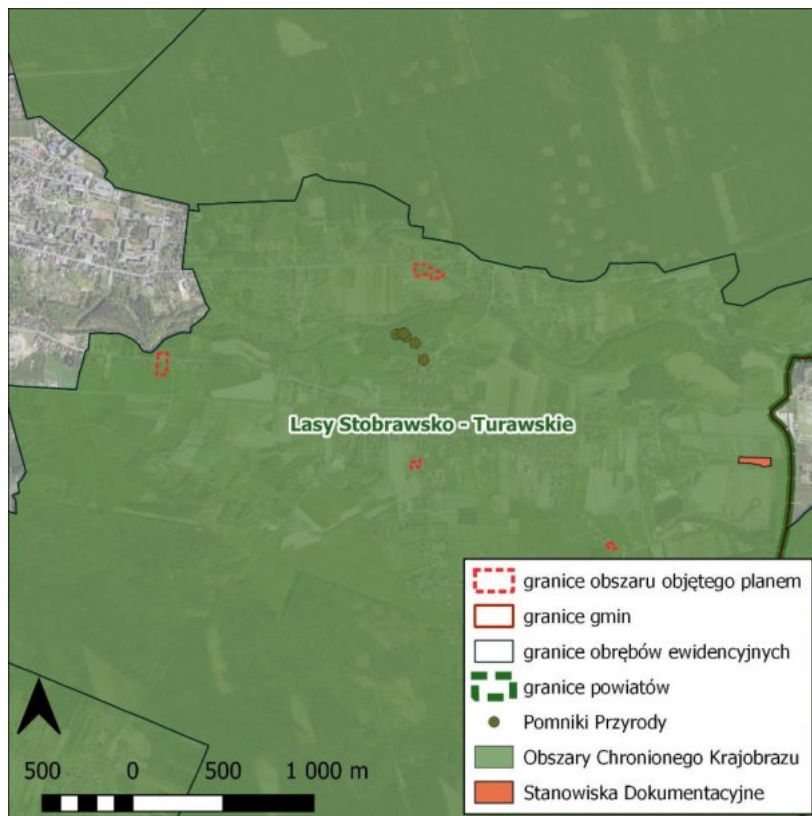 Lasy Stobrawsko - Turawskie
granice obszaru objętego planem
granice gmin
granice obrębów ewidencyjnych
granice powiatów
Pomniki Przyrody
Obszary Chronionego Krajobrazu
Stanowiska Dokumentacyjne
500 0 500 1 000 m